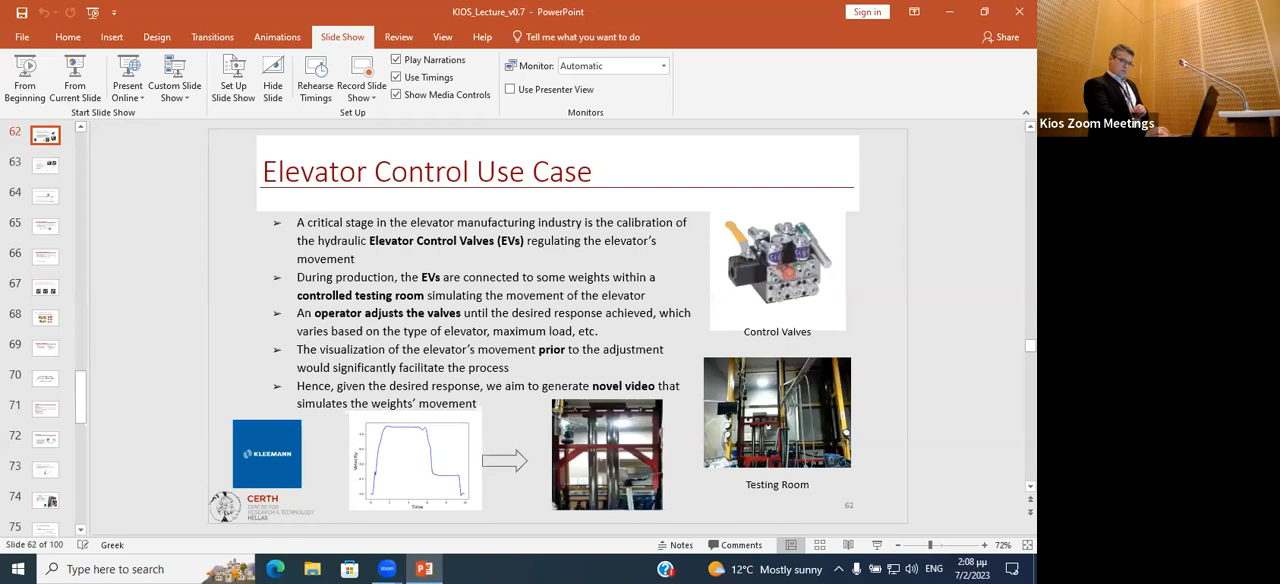 KIOS_Lecture_v0.7 - PowerPoint
Sign in
File
Home
Insert
Design
Transitions
Animations
Slide Show
Review
View
Help
Tell me what you want to do
Share
From Beginning
From Current Slide
Present Online
Custom Slide Show
Start Slide Show
Set Up Slide Show
Hide Slide
Rehearse Timings
Record Slide Show
Play Narrations
Use Timings
Show Media Controls
Set Up
Monitor: Automatic
Use Presenter View
Monitors
Kios Zoom Meetings
62
63
64
65
66
67
68
69
70
71
72
73
74
75
Elevator Control Use Case
➢ A critical stage in the elevator manufacturing industry is the calibration of
the hydraulic Elevator Control Valves (EVs) regulating the elevator's
movement
➢ During production, the EVs are connected to some weights within a
controlled testing room simulating the movement of the elevator
➢ An operator adjusts the valves until the desired response achieved, which
varies based on the type of elevator, maximum load, etc.
➢ The visualization of the elevator's movement prior to the adjustment
would significantly facilitate the process
➢ Hence, given the desired response, we aim to generate novel video that
simulates the weights' movement
Control Valves
Testing Room
KLEEMANN
CERTH
CENTRE FOR
RESEARCH & TECHNOLOGY
HELLAS
Velocity
Time
62
Slide 62 of 100
Greek
Notes
Comments
72%
Type here to search
zoom
12°C Mostly sunny
ENG
2:08 μμ
7/2/2023